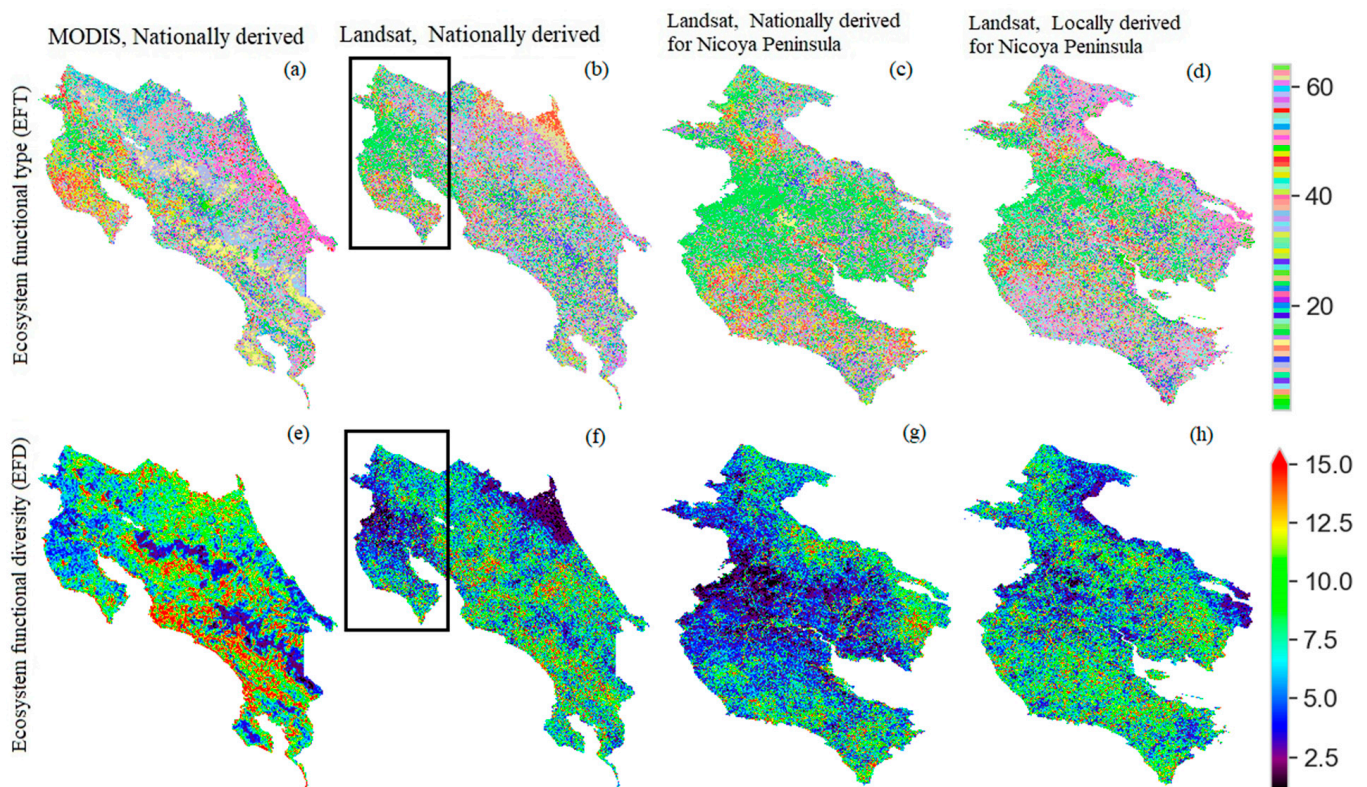 MODIS, Nationally derived
Landsat, Nationally derived
Landsat, Nationally derived
for Nicoya Peninsula
Landsat, Locally derived
for Nicoya Peninsula
(a)
(b)
(c)
(d)
Ecosystem functional type (EFT)
60
40
20
(e)
(f)
(g)
(h)
Ecosystem functional diversity (EFD)
15.0
12.5
10.0
7.5
5.0
2.5